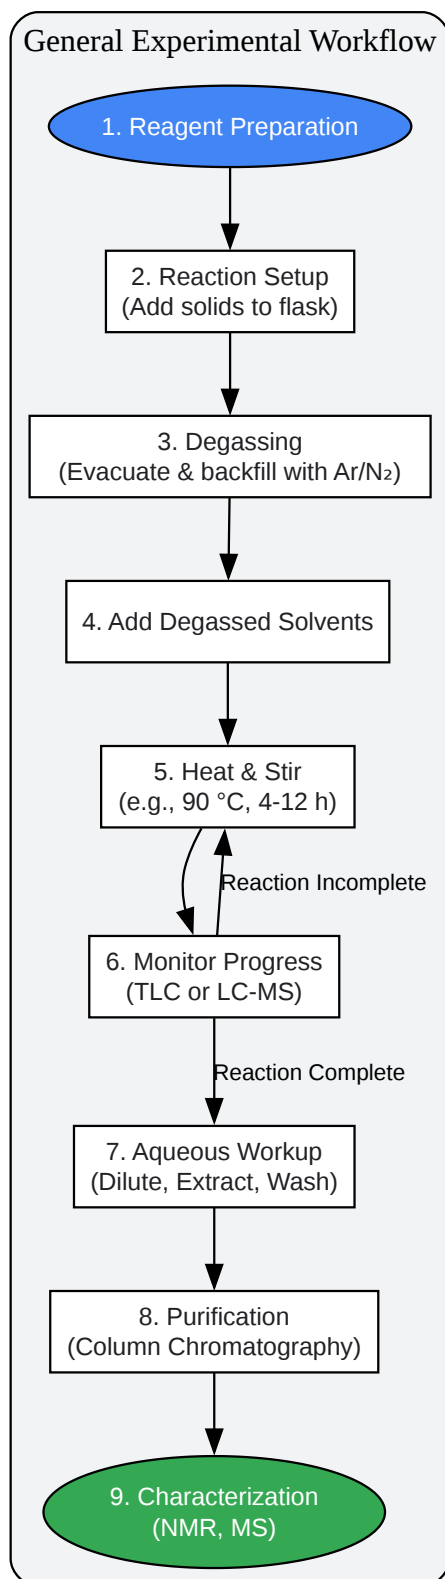 General Experimental Workflow
1. Reagent Preparation
2. Reaction Setup
(Add solids to flask)
3. Degassing
(Evacuate & backfill with Ar/N₂)
4. Add Degassed Solvents
5. Heat & Stir
(e.g., 90 °C, 4-12 h)
Reaction Incomplete
6. Monitor Progress
(TLC or LC-MS)
Reaction Complete
7. Aqueous Workup
(Dilute, Extract, Wash)
8. Purification
(Column Chromatography)
9. Characterization
(NMR, MS)